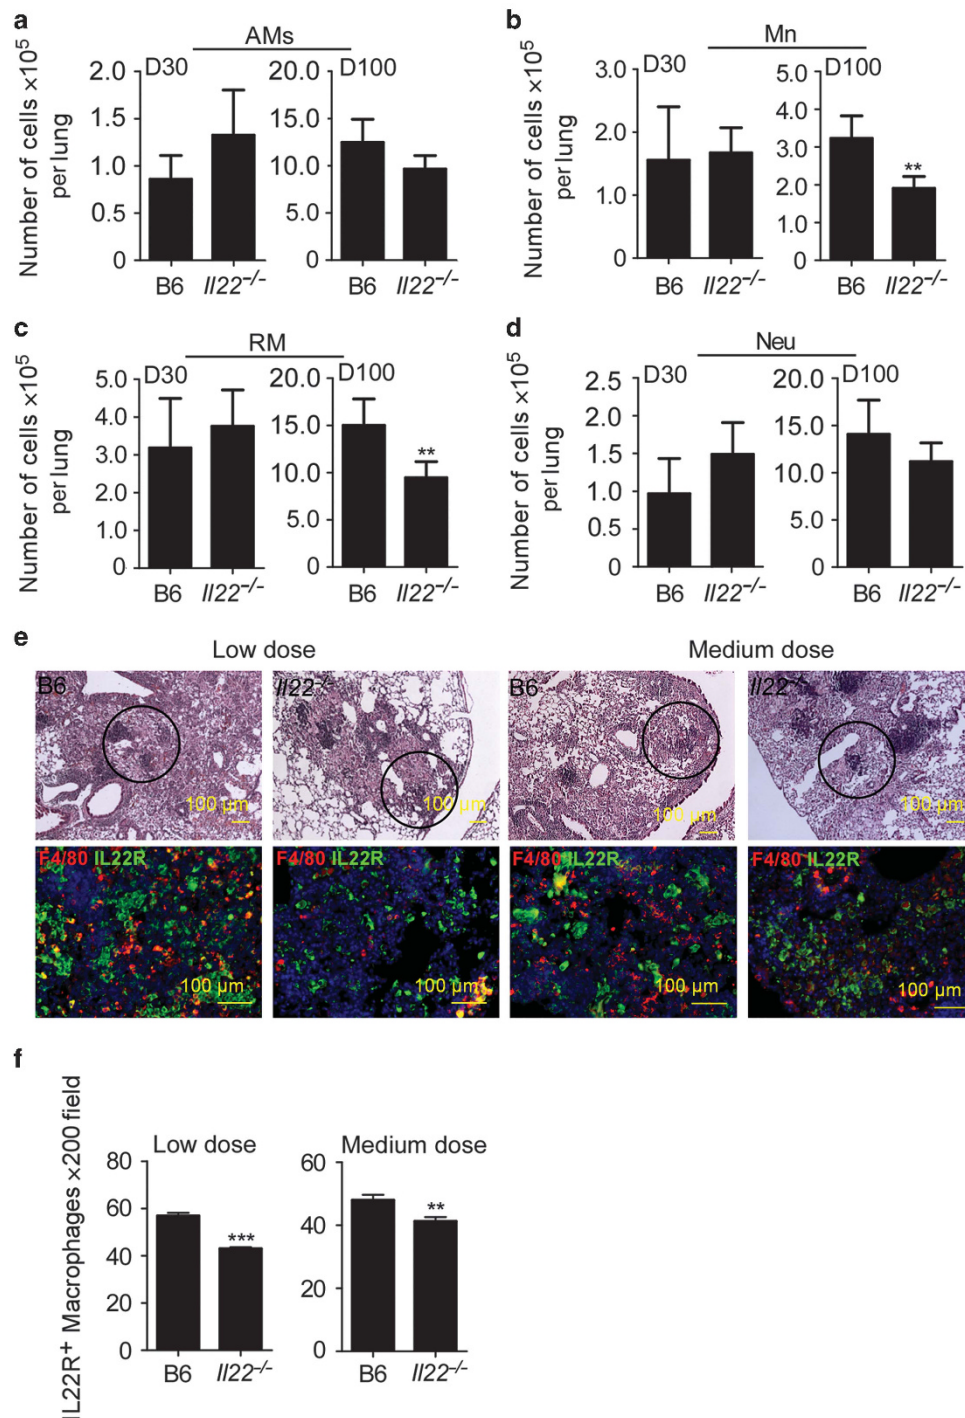 a
AMs
Number of cells ×10⁵
per lung
D30
2.0
1.5
1.0
0.5
0
B6
Il22⁻/⁻
D100
20.0
15.0
10.0
5.0
0
B6
Il22⁻/⁻
b
Mn
Number of cells ×10⁵
per lung
D30
3.0
2.0
1.0
0
B6
Il22⁻/⁻
D100
5.0
4.0
3.0
2.0
1.0
0
**
B6
Il22⁻/⁻
c
RM
Number of cells ×10⁵
per lung
D30
5.0
4.0
3.0
2.0
1.0
0
B6
Il22⁻/⁻
D100
20.0
15.0
10.0
5.0
0
**
B6
Il22⁻/⁻
d
Neu
Number of cells ×10⁵
per lung
D30
2.5
2.0
1.5
1.0
0.5
0
B6
Il22⁻/⁻
D100
20.0
15.0
10.0
5.0
0
B6
Il22⁻/⁻
e
Low dose
Medium dose
B6
100 µm
Il22⁻/⁻
100 µm
B6
100 µm
Il22⁻/⁻
100 µm
F4/80 IL22R
100 µm
F4/80 IL22R
100 µm
F4/80 IL22R
100 µm
F4/80 IL22R
100 µm
f
IL22R⁺ Macrophages ×200 field
Low dose
80
60
40
20
0
***
B6
Il22⁻/⁻
Medium dose
60
40
20
0
**
B6
Il22⁻/⁻